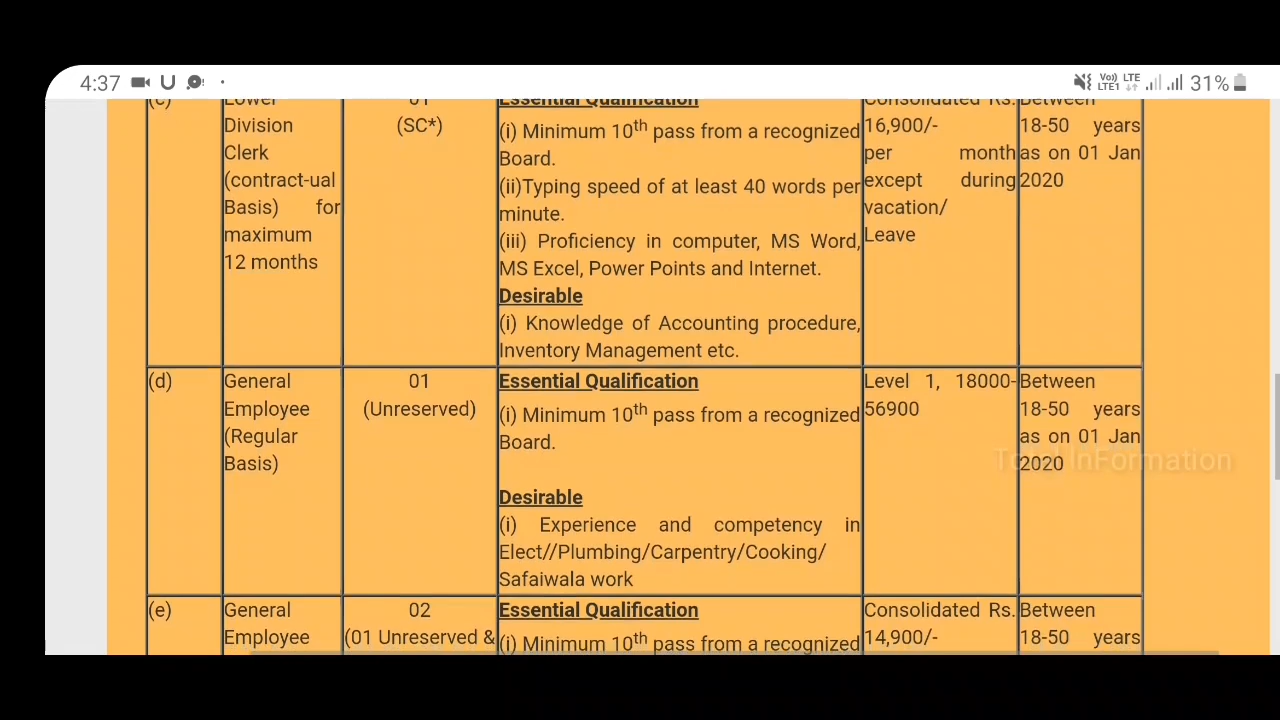 4:37
Voi) LTE
LTE1
31%
(c)
Lower
Division
Clerk
(contract-ual
Basis) for
maximum
12 months
01
(SC*)
Essential Qualification
(i) Minimum 10th pass from a recognized
Board.
(ii)Typing speed of at least 40 words per
minute.
(iii) Proficiency in computer, MS Word,
MS Excel, Power Points and Internet.
Desirable
(i) Knowledge of Accounting procedure,
Inventory Management etc.
Consolidated Rs.
16,900/-
per month
except during
vacation/
Leave
Between
18-50 years
as on 01 Jan
2020
(d)
General
Employee
(Regular
Basis)
01
(Unreserved)
Essential Qualification
(i) Minimum 10th pass from a recognized
Board.
Desirable
(i) Experience and competency in
Elect//Plumbing/Carpentry/Cooking/
Safaiwala work
Level 1, 18000-
56900
Between
18-50 years
as on 01 Jan
2020
Total InFormation
(e)
General
Employee
02
(01 Unreserved &
Essential Qualification
(i) Minimum 10th pass from a recognized
Consolidated Rs.
14,900/-
Between
18-50 years